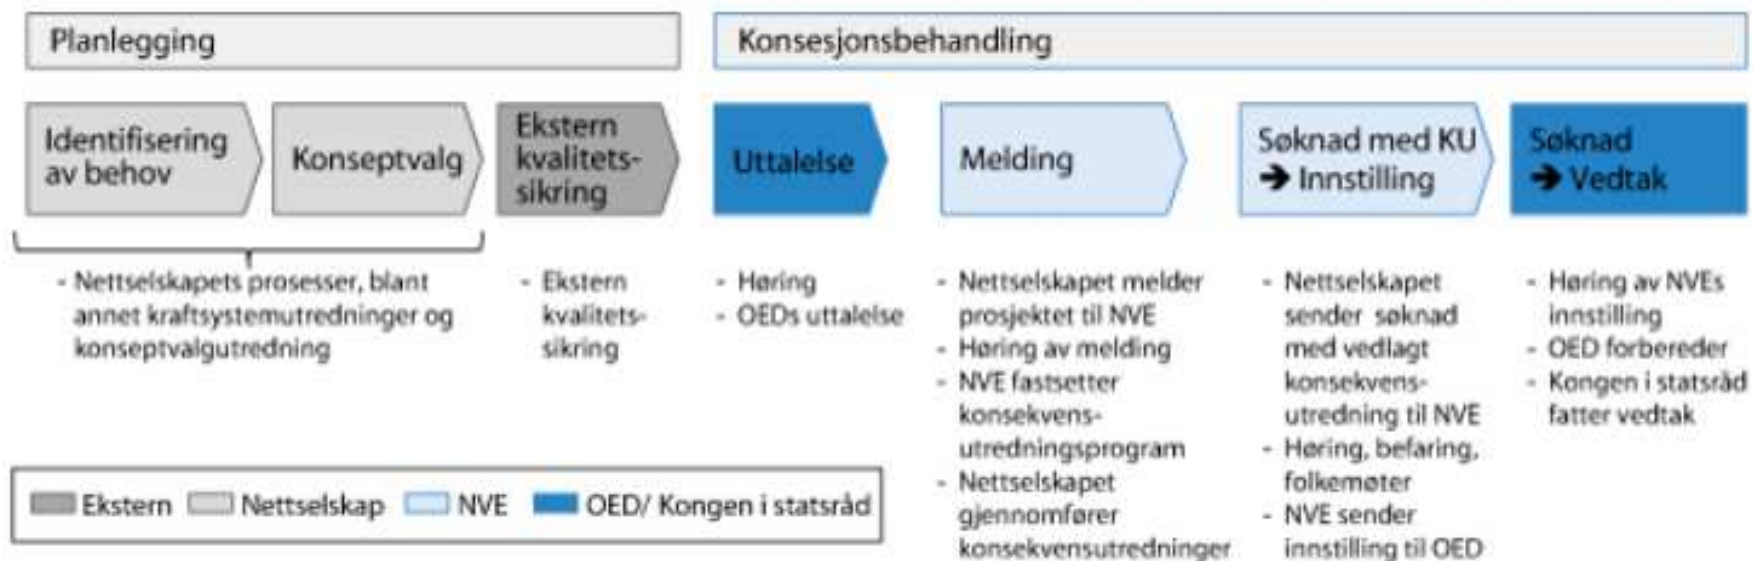 Planlegging
Konsesjonsbehandling
Identifisering
av behov
Konseptvalg
Ekstern
kvalitets-
sikring
Uttalelse
Melding
Søknad med KU
➔ Innstilling
Søknad
➔ Vedtak
- Nettselskapets prosesser, blant
annet kraftsystemutredninger og
konseptvalgutredning
- Ekstern
kvalitets-
sikring
- Høring
- OEDs uttalelse
- Nettselskapet melder
prosjektet til NVE
- Høring av melding
- NVE fastsetter
konsekvens-
utredningsprogram
- Nettselskapet
gjennomfører
konsekvensutredninger
- Nettselskapet
sender søknad
med vedlagt
konsekvens-
utredning til NVE
- Høring, befaring,
folkemøter
- NVE sender
innstilling til OED
- Høring av NVEs
innstilling
- OED forbereder
- Kongen i statsråd
fatter vedtak
Ekstern
Nettselskap
NVE
OED/ Kongen i statsråd